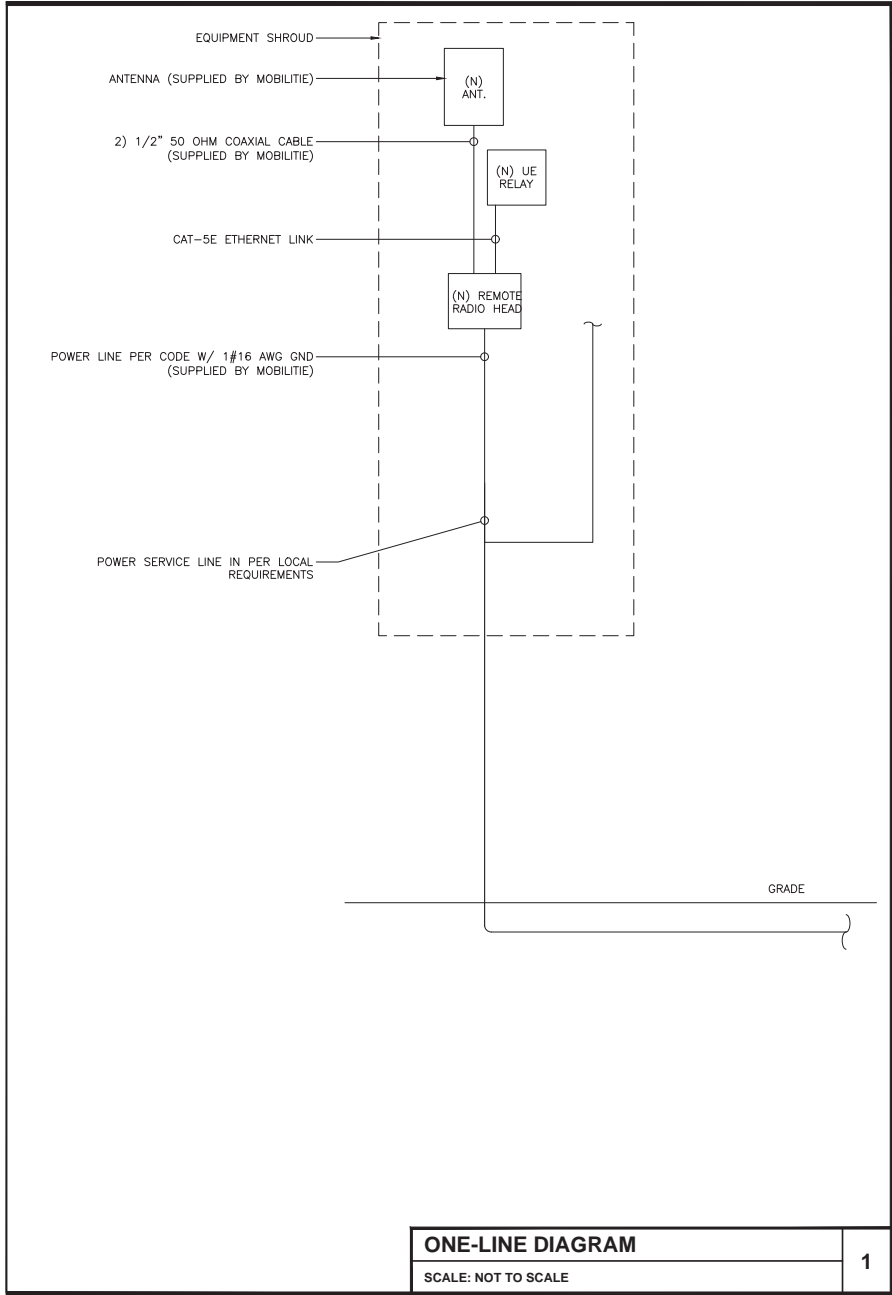 EQUIPMENT SHROUD
ANTENNA (SUPPLIED BY MOBILITIE)
(N)
ANT.
2) 1/2" 50 OHM COAXIAL CABLE
(SUPPLIED BY MOBILITIE)
(N) UE
RELAY
CAT-5E ETHERNET LINK
(N) REMOTE
RADIO HEAD
POWER LINE PER CODE W/ 1#16 AWG GND
(SUPPLIED BY MOBILITIE)
POWER SERVICE LINE IN PER LOCAL
REQUIREMENTS
GRADE
ONE-LINE DIAGRAM
SCALE: NOT TO SCALE
1